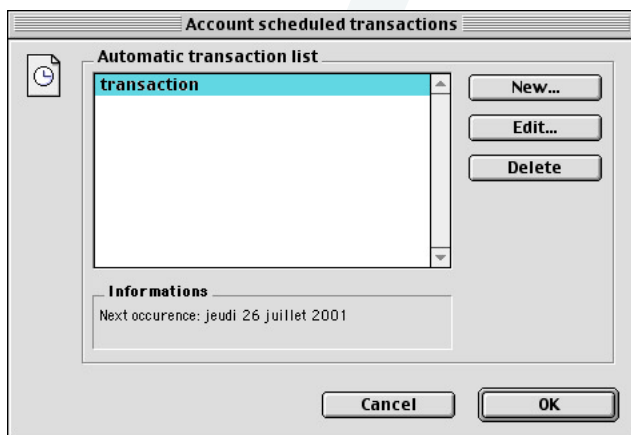 Account scheduled transactions
Automatic transaction list
transaction
New...
Edit...
Delete
Informations
Next occurence: jeudi 26 juillet 2001
Cancel
OK